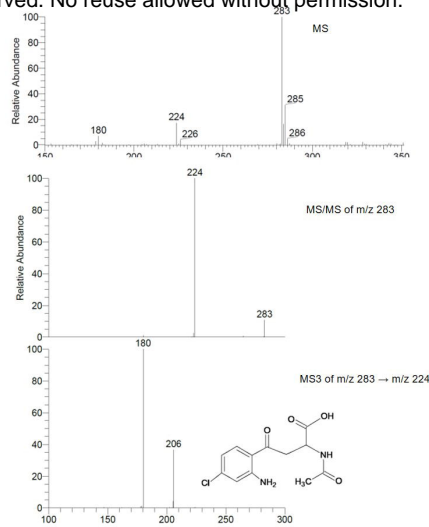 rved. No reuse allowed without permission.
MS
Relative Abundance
100
80
60
40
20
0
283
285
286
224
226
180
150
200
250
300
350
MS/MS of m/z 283
Relative Abundance
100
80
60
40
20
0
224
283
MS3 of m/z 283 → m/z 224
100
80
60
40
20
0
180
206
100
150
200
250
300
O
OH
O
NH
Cl
NH2
H3C
O